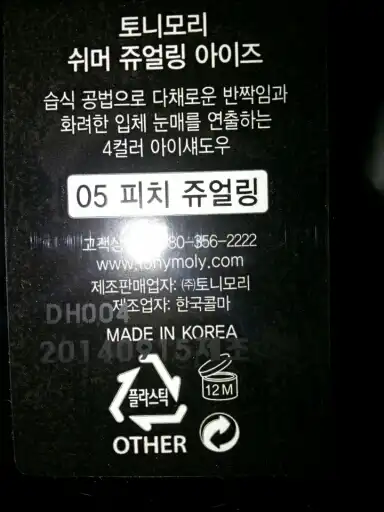 토니모리
쉬머 쥬얼링 아이즈
습식 공법으로 다채로운 반짝임과
화려한 입체 눈매를 연출하는
4컬러 아이섀도우
05 피치 쥬얼링
80-356-2222
www.tonymoly.com
제조판매업자: ㈜토니모리
제조업자: 한국콜마
DH004
MADE IN KOREA
플라스틱
12M
OTHER